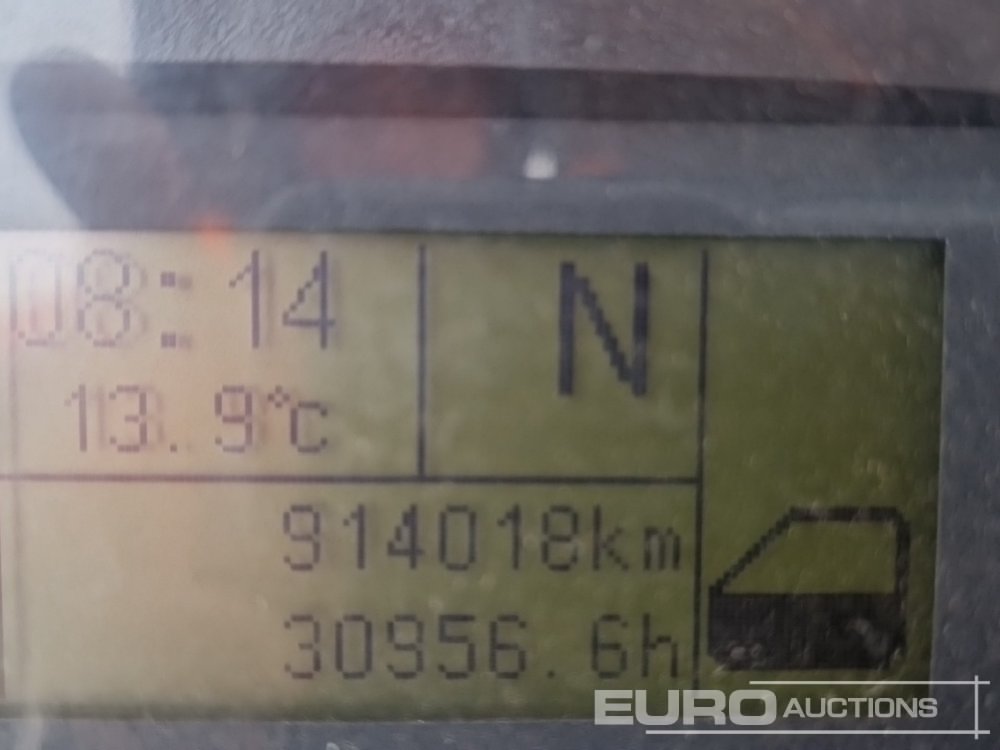 08:14
N
13.9°C
914018km
30956.6h
EURO AUCTIONS